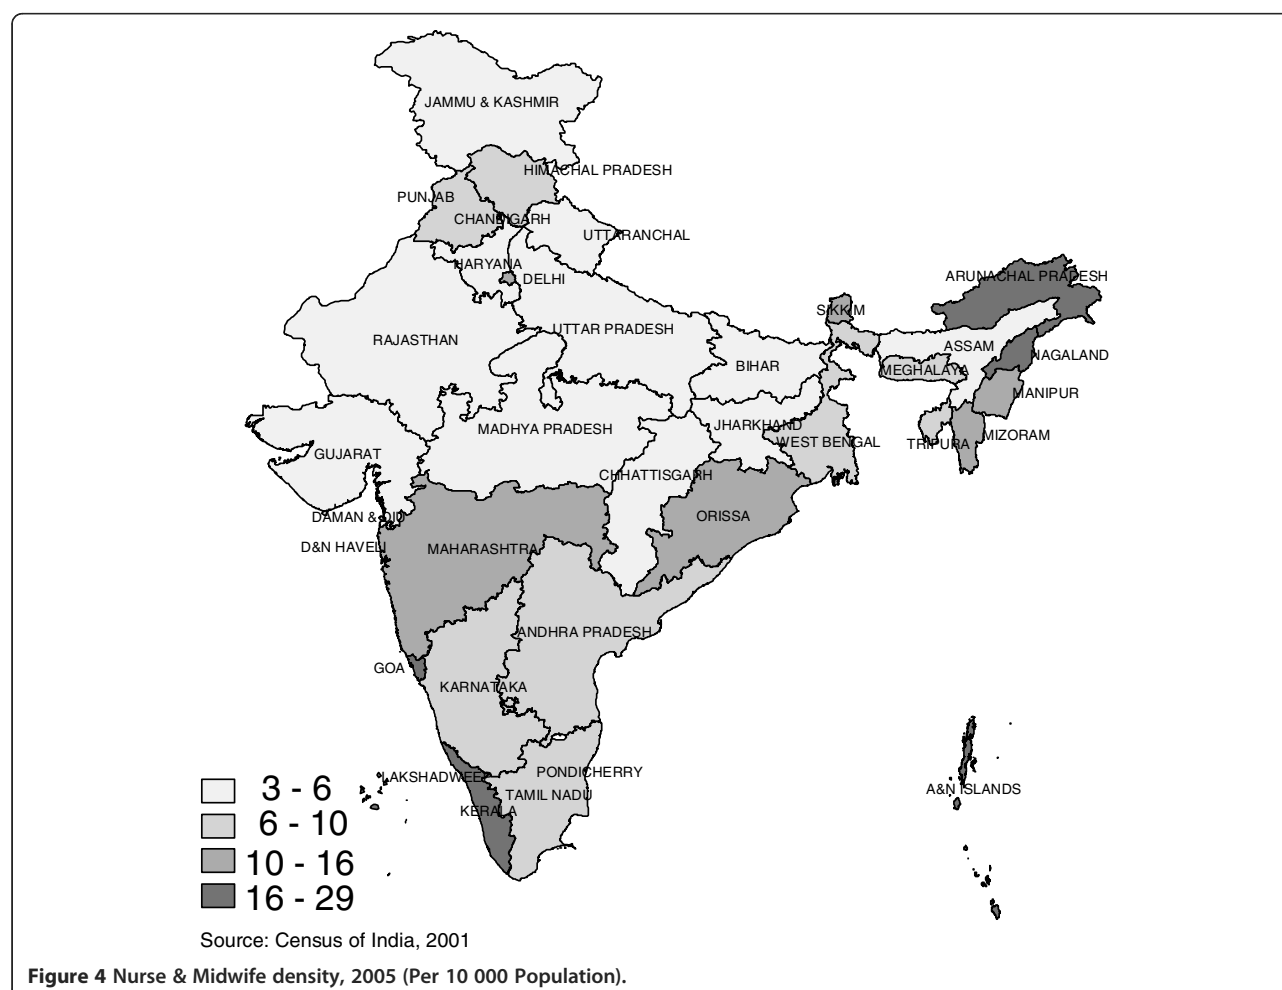 JAMMU & KASHMIR
HIMACHAL PRADESH
PUNJAB
CHANDIGARH
UTTARANCHAL
HARYANA
DELHI
ARUNACHAL PRADESH
SIKKIM
RAJASTHAN
UTTAR PRADESH
ASSAM
NAGALAND
BIHAR
MEGHALAYA
MANIPUR
MADHYA PRADESH
JHARKHAND
WEST BENGAL
TRIPURA
MIZORAM
GUJARAT
CHHATTISGARH
DAMAN & DIU
ORISSA
D&N HAVELI
MAHARASHTRA
ANDHRA PRADESH
GOA
KARNATAKA
LAKSHADWEEP
PONDICHERRY
TAMIL NADU
KERALA
A&N ISLANDS
3 - 6
6 - 10
10 - 16
16 - 29
Source: Census of India, 2001
Figure 4 Nurse & Midwife density, 2005 (Per 10 000 Population).